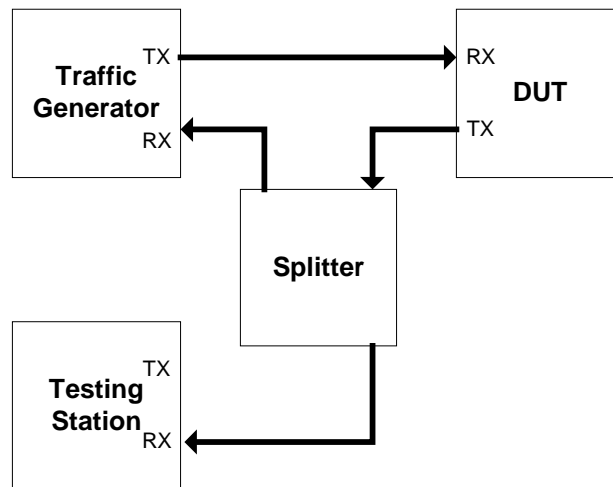 TX
Traffic
Generator
RX
RX
DUT
TX
Splitter
TX
Testing
Station
RX